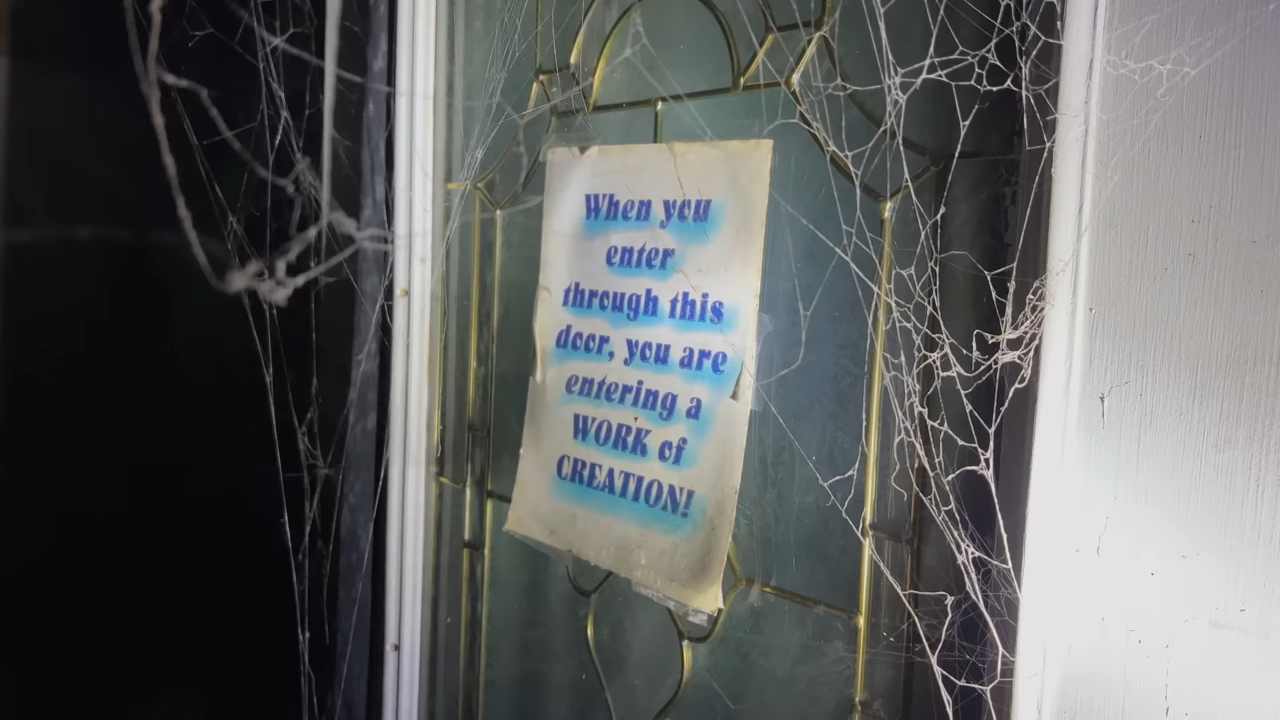 When you
enter
through this
door, you are
entering a
WORK of
CREATION!